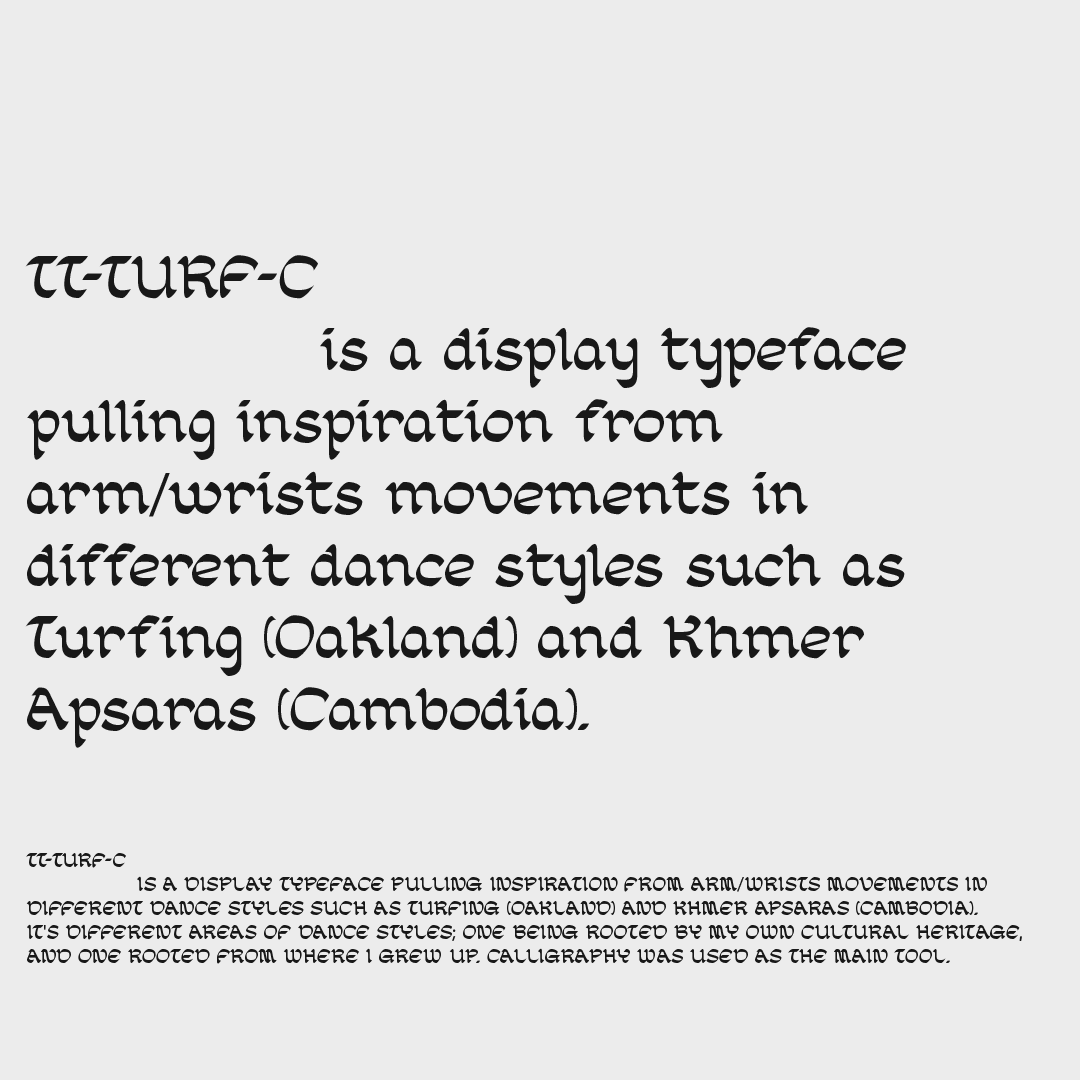 TT-TURF-C
is a display typeface
pulling inspiration from
arm/wrists movements in
different dance styles such as
Turfing (Oakland) and Khmer
Apsaras (Cambodia).
TT-TURF-C
IS A DISPLAY TYPEFACE PULLING INSPIRATION FROM ARM/WRISTS MOVEMENTS IN
DIFFERENT DANCE STYLES SUCH AS TURFING (OAKLAND) AND KHMER APSARAS (CAMBODIA).
IT'S DIFFERENT AREAS OF DANCE STYLES; ONE BEING ROOTED BY MY OWN CULTURAL HERITAGE,
AND ONE ROOTED FROM WHERE I GREW UP. CALLIGRAPHY WAS USED AS THE MAIN TOOL.